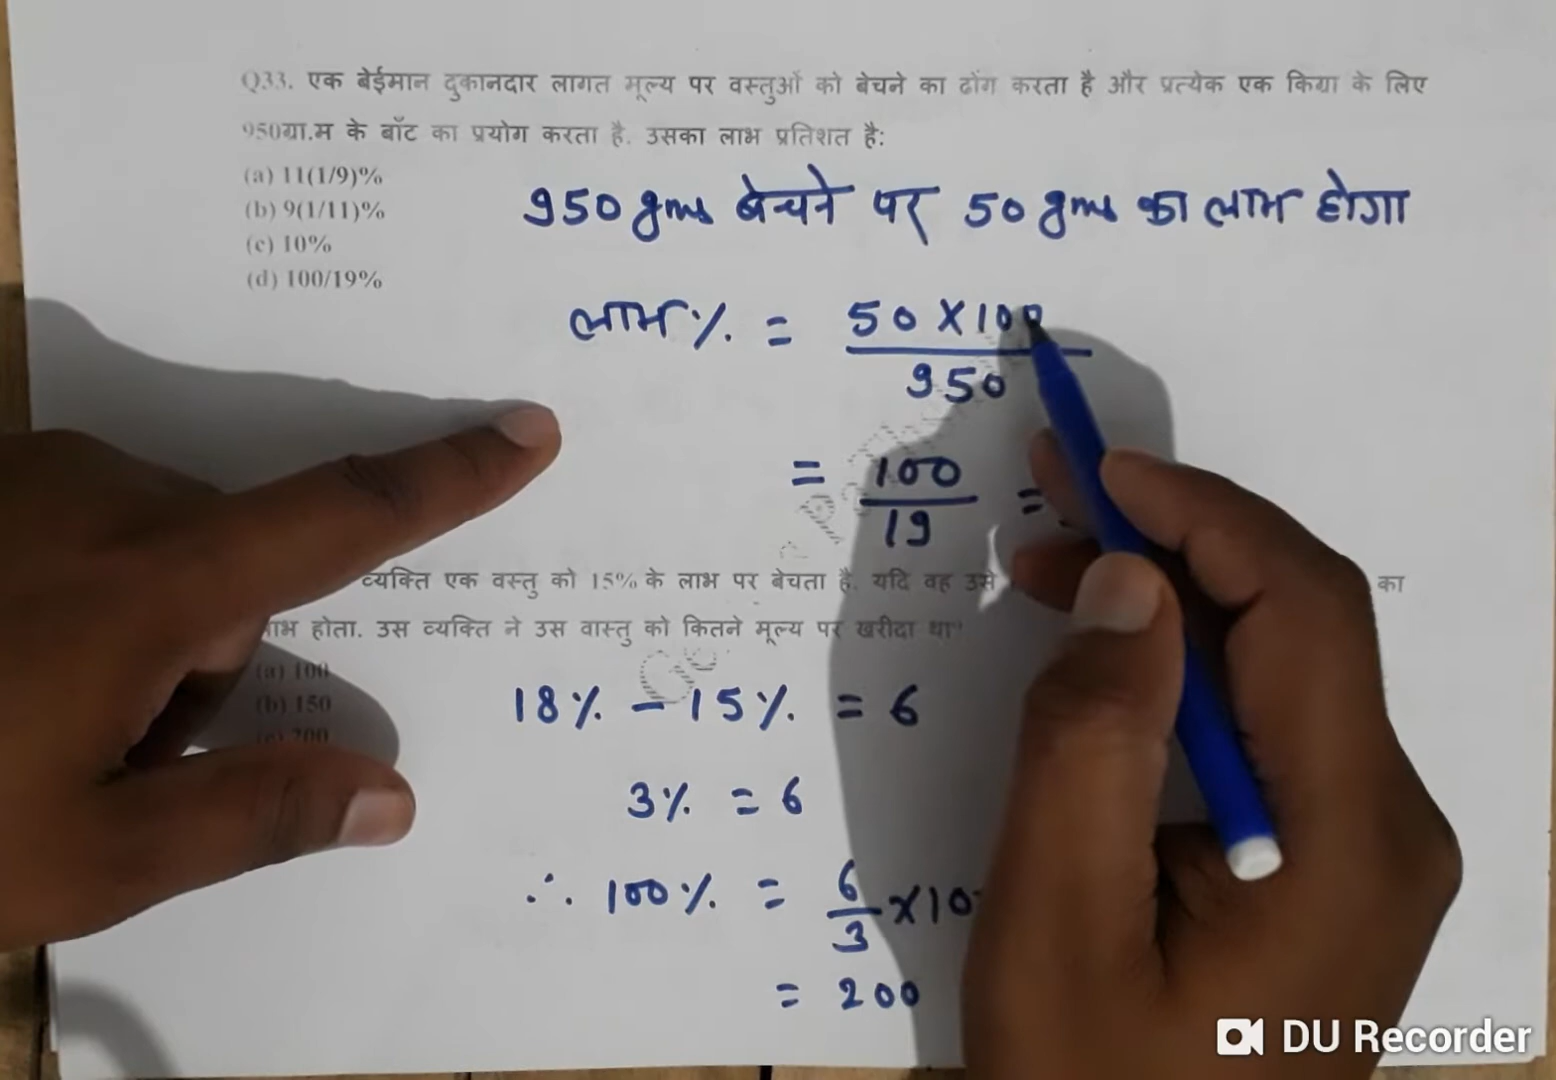 Q33. एक बेईमान दुकानदार लागत मूल्य पर वस्तुओं को बेचने का ढोंग करता है और प्रत्येक एक किग्रा के लिए
950ग्रा.म के बाँट का प्रयोग करता है. उसका लाभ प्रतिशत है:
(a) 11(1/9)%
(b) 9(1/11)%
(c) 10%
(d) 100/19%
950 gms बेचने पर 50 gms का लाभ होगा
लाभ % = 50 × 100
950
= 100 =
19
व्यक्ति एक वस्तु को 15% के लाभ पर बेचता है. यदि वह उसे का
होता. उस व्यक्ति ने उस वास्तु को कितने मूल्य पर खरीदा था?
(a) 100
(b) 150
(c) 200
18% - 15% = 6
3% = 6
∴ 100% = 6 × 10
3
= 200
DU Recorder